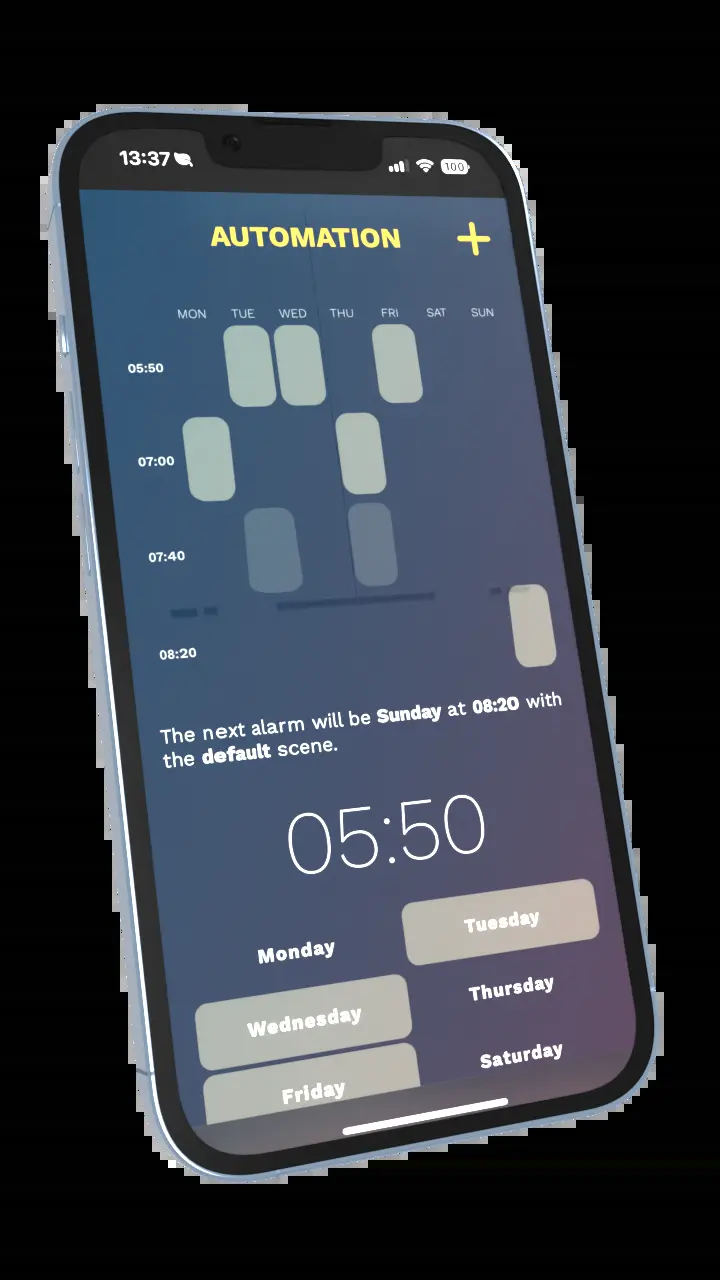 13:37 100
AUTOMATION +
MON TUE WED THU FRI SAT SUN
05:50
07:00
07:40
08:20
The next alarm will be Sunday at 08:20 with
the default scene.
05:50
Monday Tuesday
Wednesday Thursday
Friday Saturday